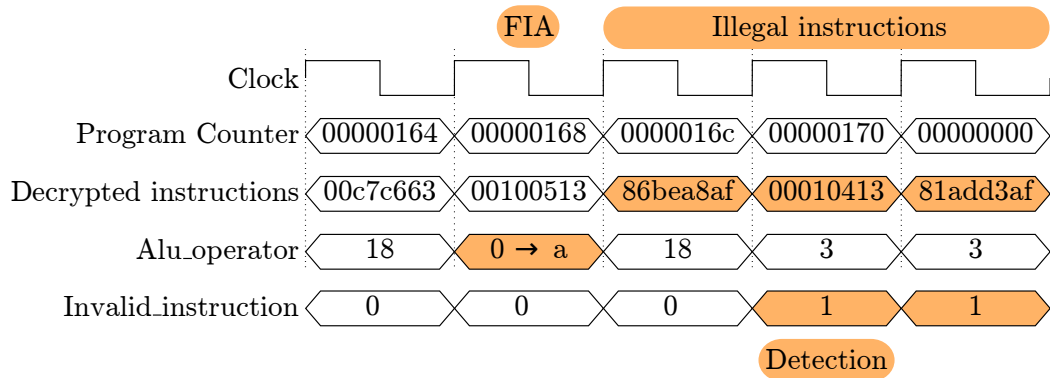 FIA Illegal instructions
Clock
Program Counter 00000164 00000168 0000016c 00000170 00000000
Decrypted instructions 00c7c663 00100513 86bea8af 00010413 81add3af
Alu_operator 18 0 → a 18 3 3
Invalid_instruction 0 0 0 1 1
Detection